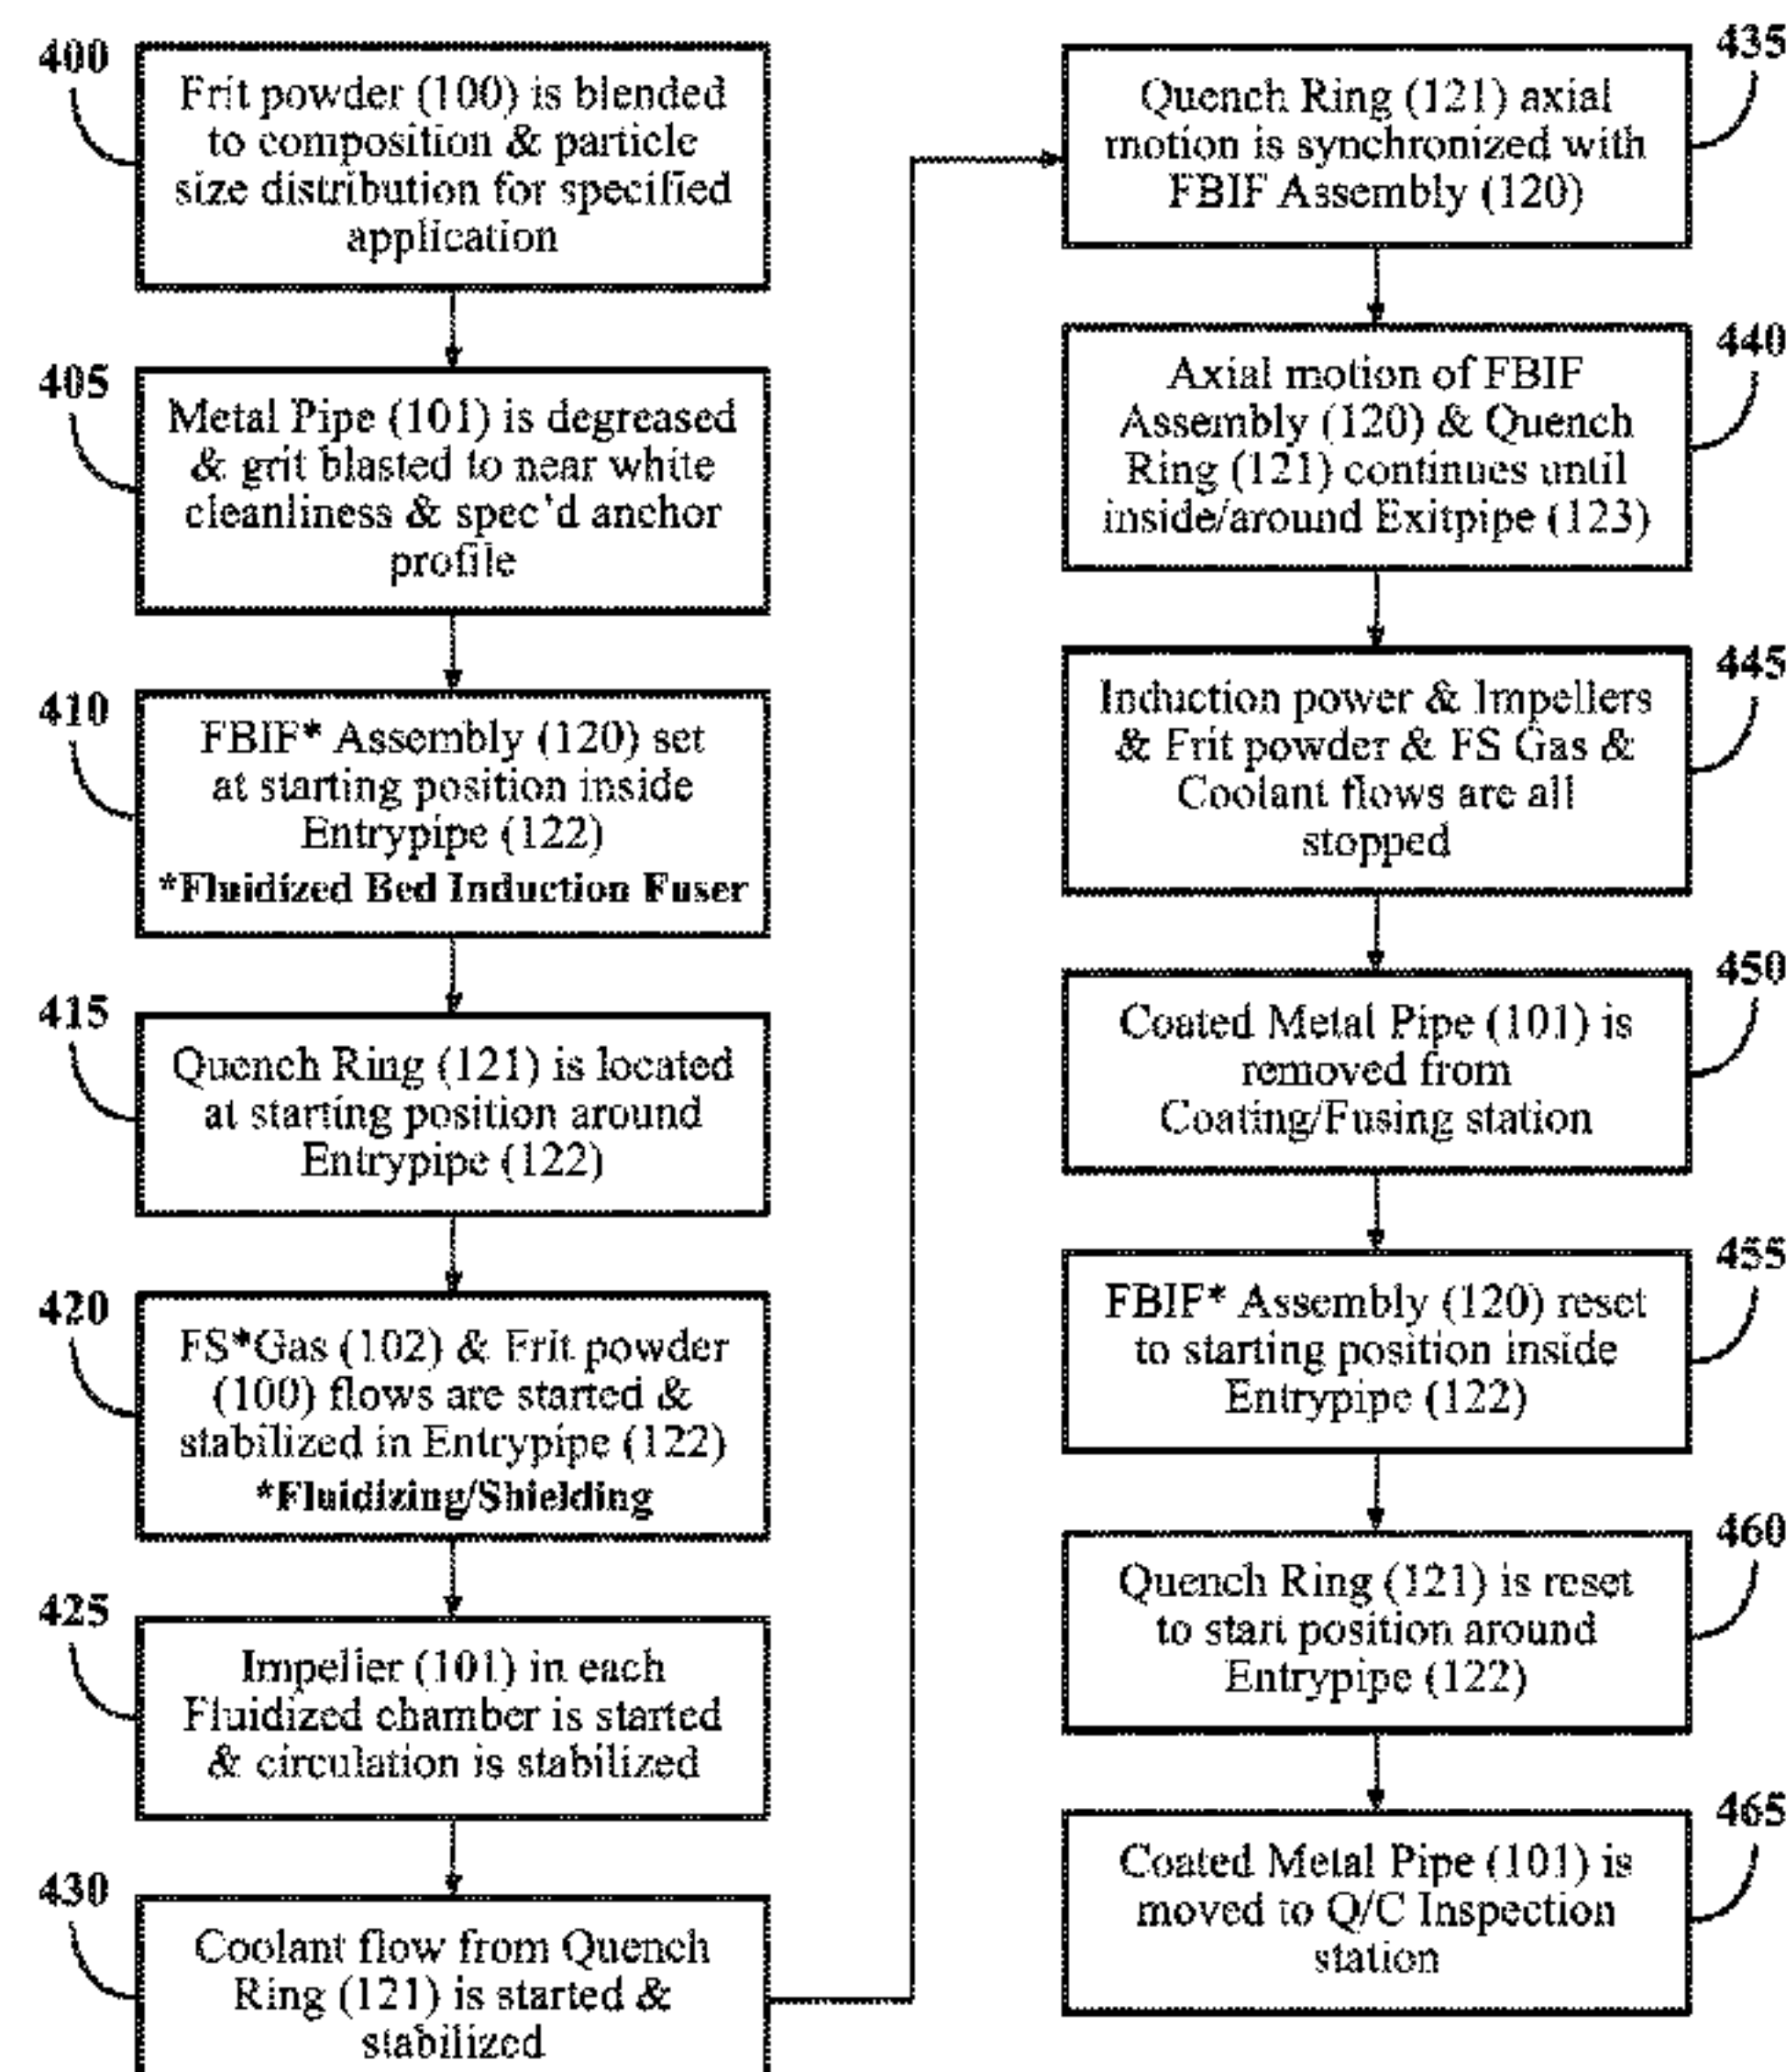 400
Frit powder (100) is blended
to composition & particle
size distribution for specified
application
405
Metal Pipe (101) is degreased
& grit blasted to near white
cleanliness & spec'd anchor
profile
410
FBIF* Assembly (120) set
at starting position inside
Entrypipe (122)
*Fluidized Bed Induction Fuser
415
Quench Ring (121) is located
at starting position around
Entrypipe (122)
420
FS*Gas (102) & Frit powder
(100) flows are started &
stabilized in Entrypipe (122)
*Fluidizing/Shielding
425
Impeller (101) in each
Fluidized chamber is started
& circulation is stabilized
430
Coolant flow from Quench
Ring (121) is started &
stabilized
435
Quench Ring (121) axial
motion is synchronized with
FBIF Assembly (120)
440
Axial motion of FBIF
Assembly (120) & Quench
Ring (121) continues until
inside/around Exitpipe (123)
445
Induction power & Impellers
& Frit powder & FS Gas &
Coolant flows are all
stopped
450
Coated Metal Pipe (101) is
removed from
Coating/Fusing station
455
FBIF* Assembly (120) reset
to starting position inside
Entrypipe (122)
460
Quench Ring (121) is reset
to start position around
Entrypipe (122)
465
Coated Metal Pipe (101) is
moved to Q/C Inspection
station